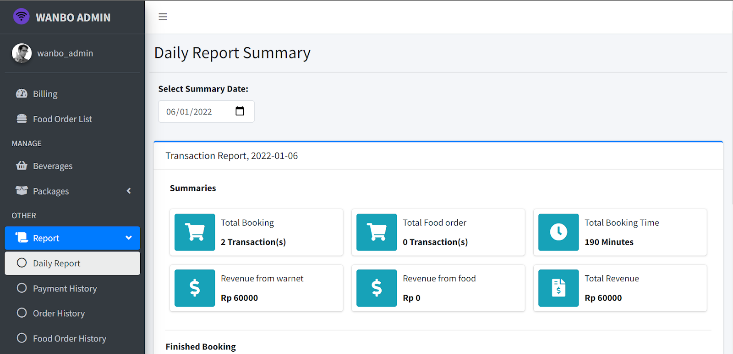 WANBO ADMIN
wanbo_admin
Billing
Food Order List
MANAGE
Beverages
Packages
OTHER
Report
Daily Report
Payment History
Order History
Food Order History
Daily Report Summary
Select Summary Date:
06/01/2022
Transaction Report, 2022-01-06
Summaries
Total Booking
2 Transaction(s)
Total Food order
0 Transaction(s)
Total Booking Time
190 Minutes
Revenue from warnet
Rp 60000
Revenue from food
Rp 0
Total Revenue
Rp 60000
Finished Booking